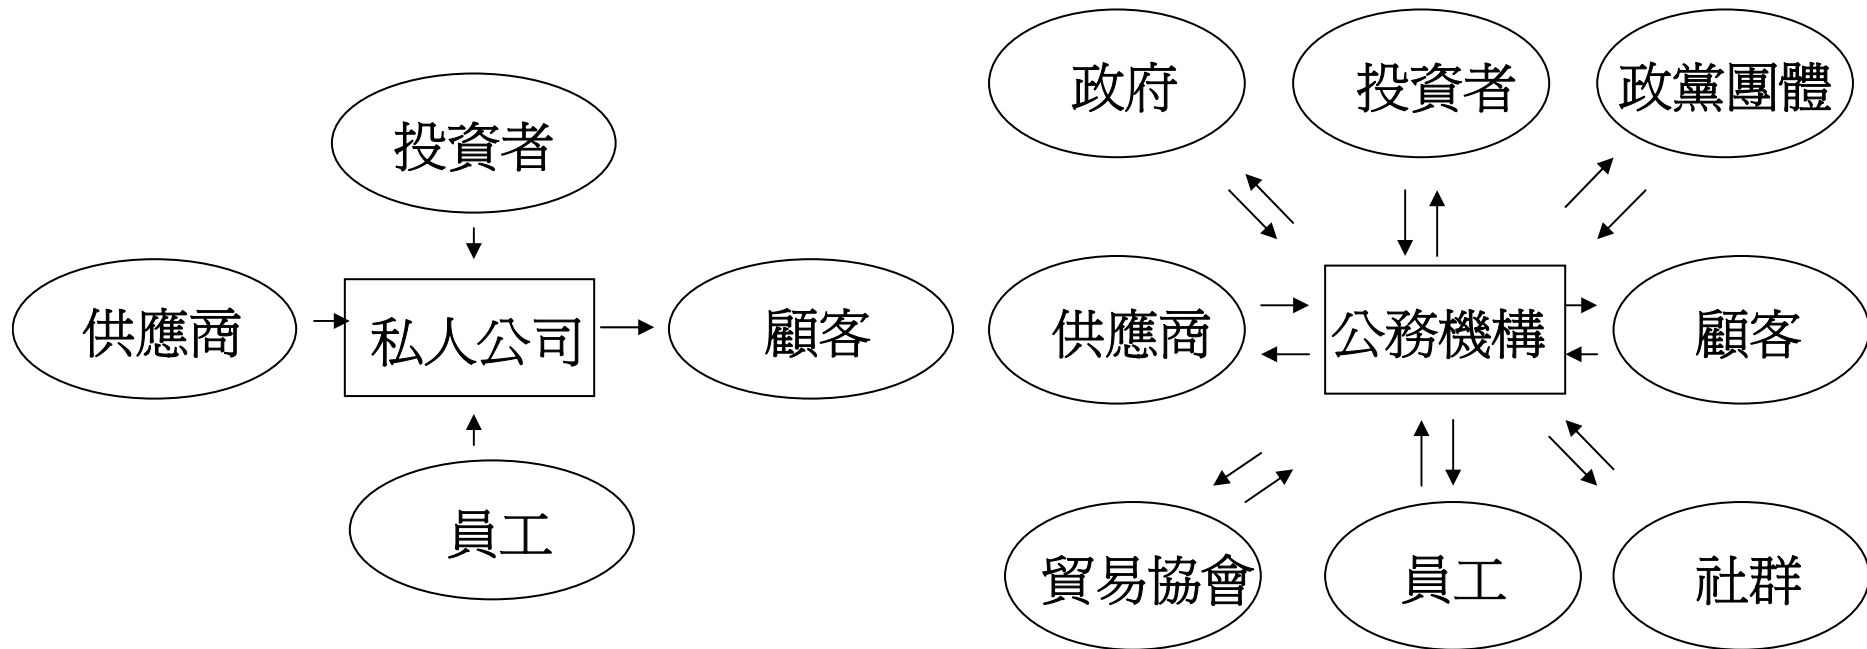 投資者
供應商
私人公司
顧客
員工
政府
投資者
政黨團體
供應商
公務機構
顧客
貿易協會
員工
社群